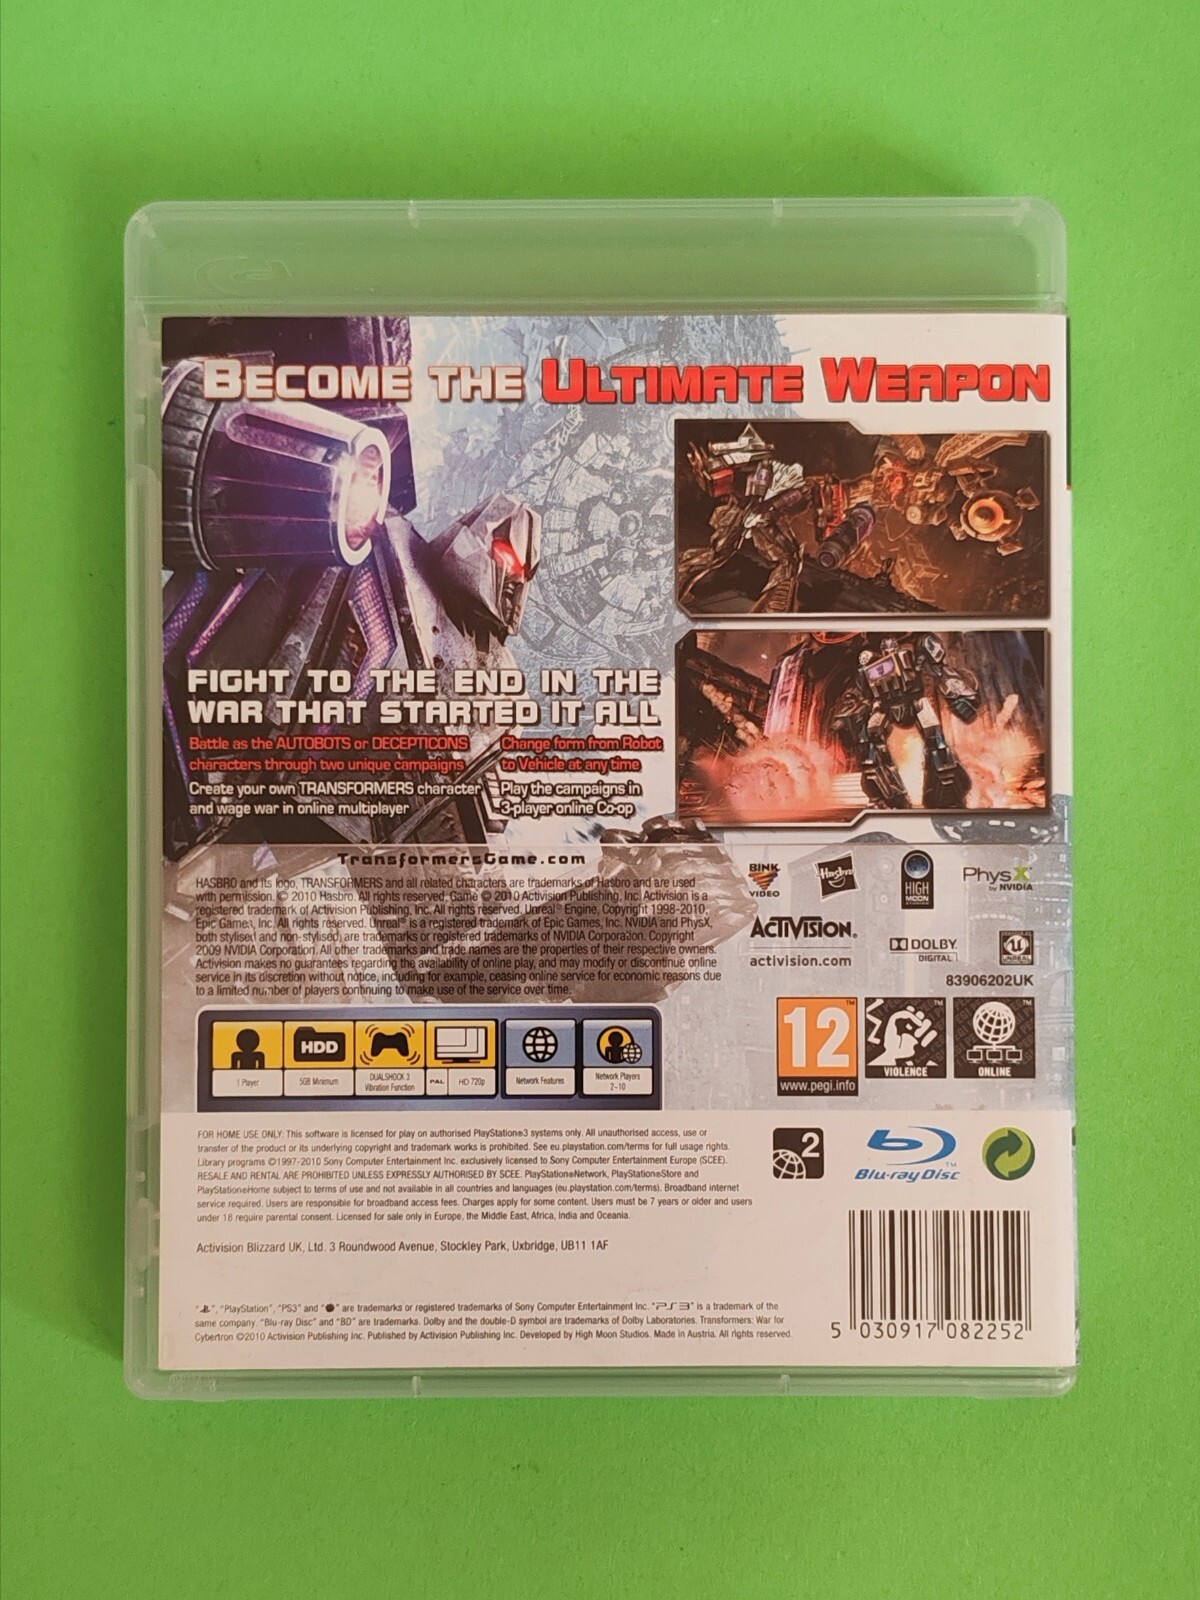 BECOME THE ULTIMATE WEAPON
FIGHT TO THE END IN THE
WAR THAT STARTED IT ALL
Battle as the AUTOBOTS or DECEPTICONS
characters through two unique campaigns
Create your own TRANSFORMERS character
and wage war in online multiplayer
Change form from Robot
to Vehicle at any time
Play the campaigns in
3-player online Co-op
TransformersGame.com
HASBRO and its logo, TRANSFORMERS and all related characters are trademarks of Hasbro and are used
with permission. © 2010 Hasbro. All rights reserved. Game © 2010 Activision Publishing, Inc. Activision is a
registered trademark of Activision Publishing, Inc. All rights reserved. Unreal® Engine, Copyright 1998-2010,
Epic Games, Inc. All rights reserved. Unreal® is a registered trademark of Epic Games, Inc. NVIDIA and PhysX,
both stylised and non-stylised, are trademarks or registered trademarks of NVIDIA Corporation. Copyright
2009 NVIDIA Corporation. All other trademarks and trade names are the properties of their respective owners.
Activision makes no guarantees regarding the availability of online play, and may modify or discontinue online
service in its discretion without notice, including for example, ceasing online service for economic reasons due
to a limited number of players continuing to make use of the service over time.
BINK
VIDEO
Hasbro
HIGH
MOON
STUDIOS
PhysX
by NVIDIA
ACTIVISION®
activision.com
DOLBY
DIGITAL
UNREAL
83906202UK
1 Player
HDD
5GB Minimum
DUALSHOCK 3
Vibration Function
PAL
HD 720p
Network Features
Network Players
2-10
12
www.pegi.info
VIOLENCE
ONLINE
FOR HOME USE ONLY: This software is licensed for play on authorised PlayStation®3 systems only. All unauthorised access, use or
transfer of the product or its underlying copyright and trademark work is prohibited. See eu.playstation.com/terms for full usage rights.
Library programs ©1997-2010 Sony Computer Entertainment Inc. exclusively licensed to Sony Computer Entertainment Europe (SCEE).
RESALE AND RENTAL ARE PROHIBITED UNLESS EXPRESSLY AUTHORISED BY SCEE. PlayStation®Network, PlayStation®Store and
PlayStation®Home subject to terms of use and not available in all countries and languages (eu.playstation.com/terms). Broadband internet
service required. Users are responsible for broadband access fees. Charges apply for some content. Users must be 7 years or older and users
under 18 require parental consent. Licensed for sale only in Europe, the Middle East, Africa, India and Oceania.
2
Blu-ray Disc™
Activision Blizzard UK, Ltd. 3 Roundwood Avenue, Stockley Park, Uxbridge, UB11 1AF
"", "PlayStation", "PS3" and "" are trademarks or registered trademarks of Sony Computer Entertainment Inc. "PS3" is a trademark of the
same company. "Blu-ray Disc" and "BD" are trademarks. Dolby and the double-D symbol are trademarks of Dolby Laboratories. Transformers: War for
Cybertron ©2010 Activision Publishing Inc. Published by Activision Publishing Inc. Developed by High Moon Studios. Made in Austria. All rights reserved.
5 030917 082252